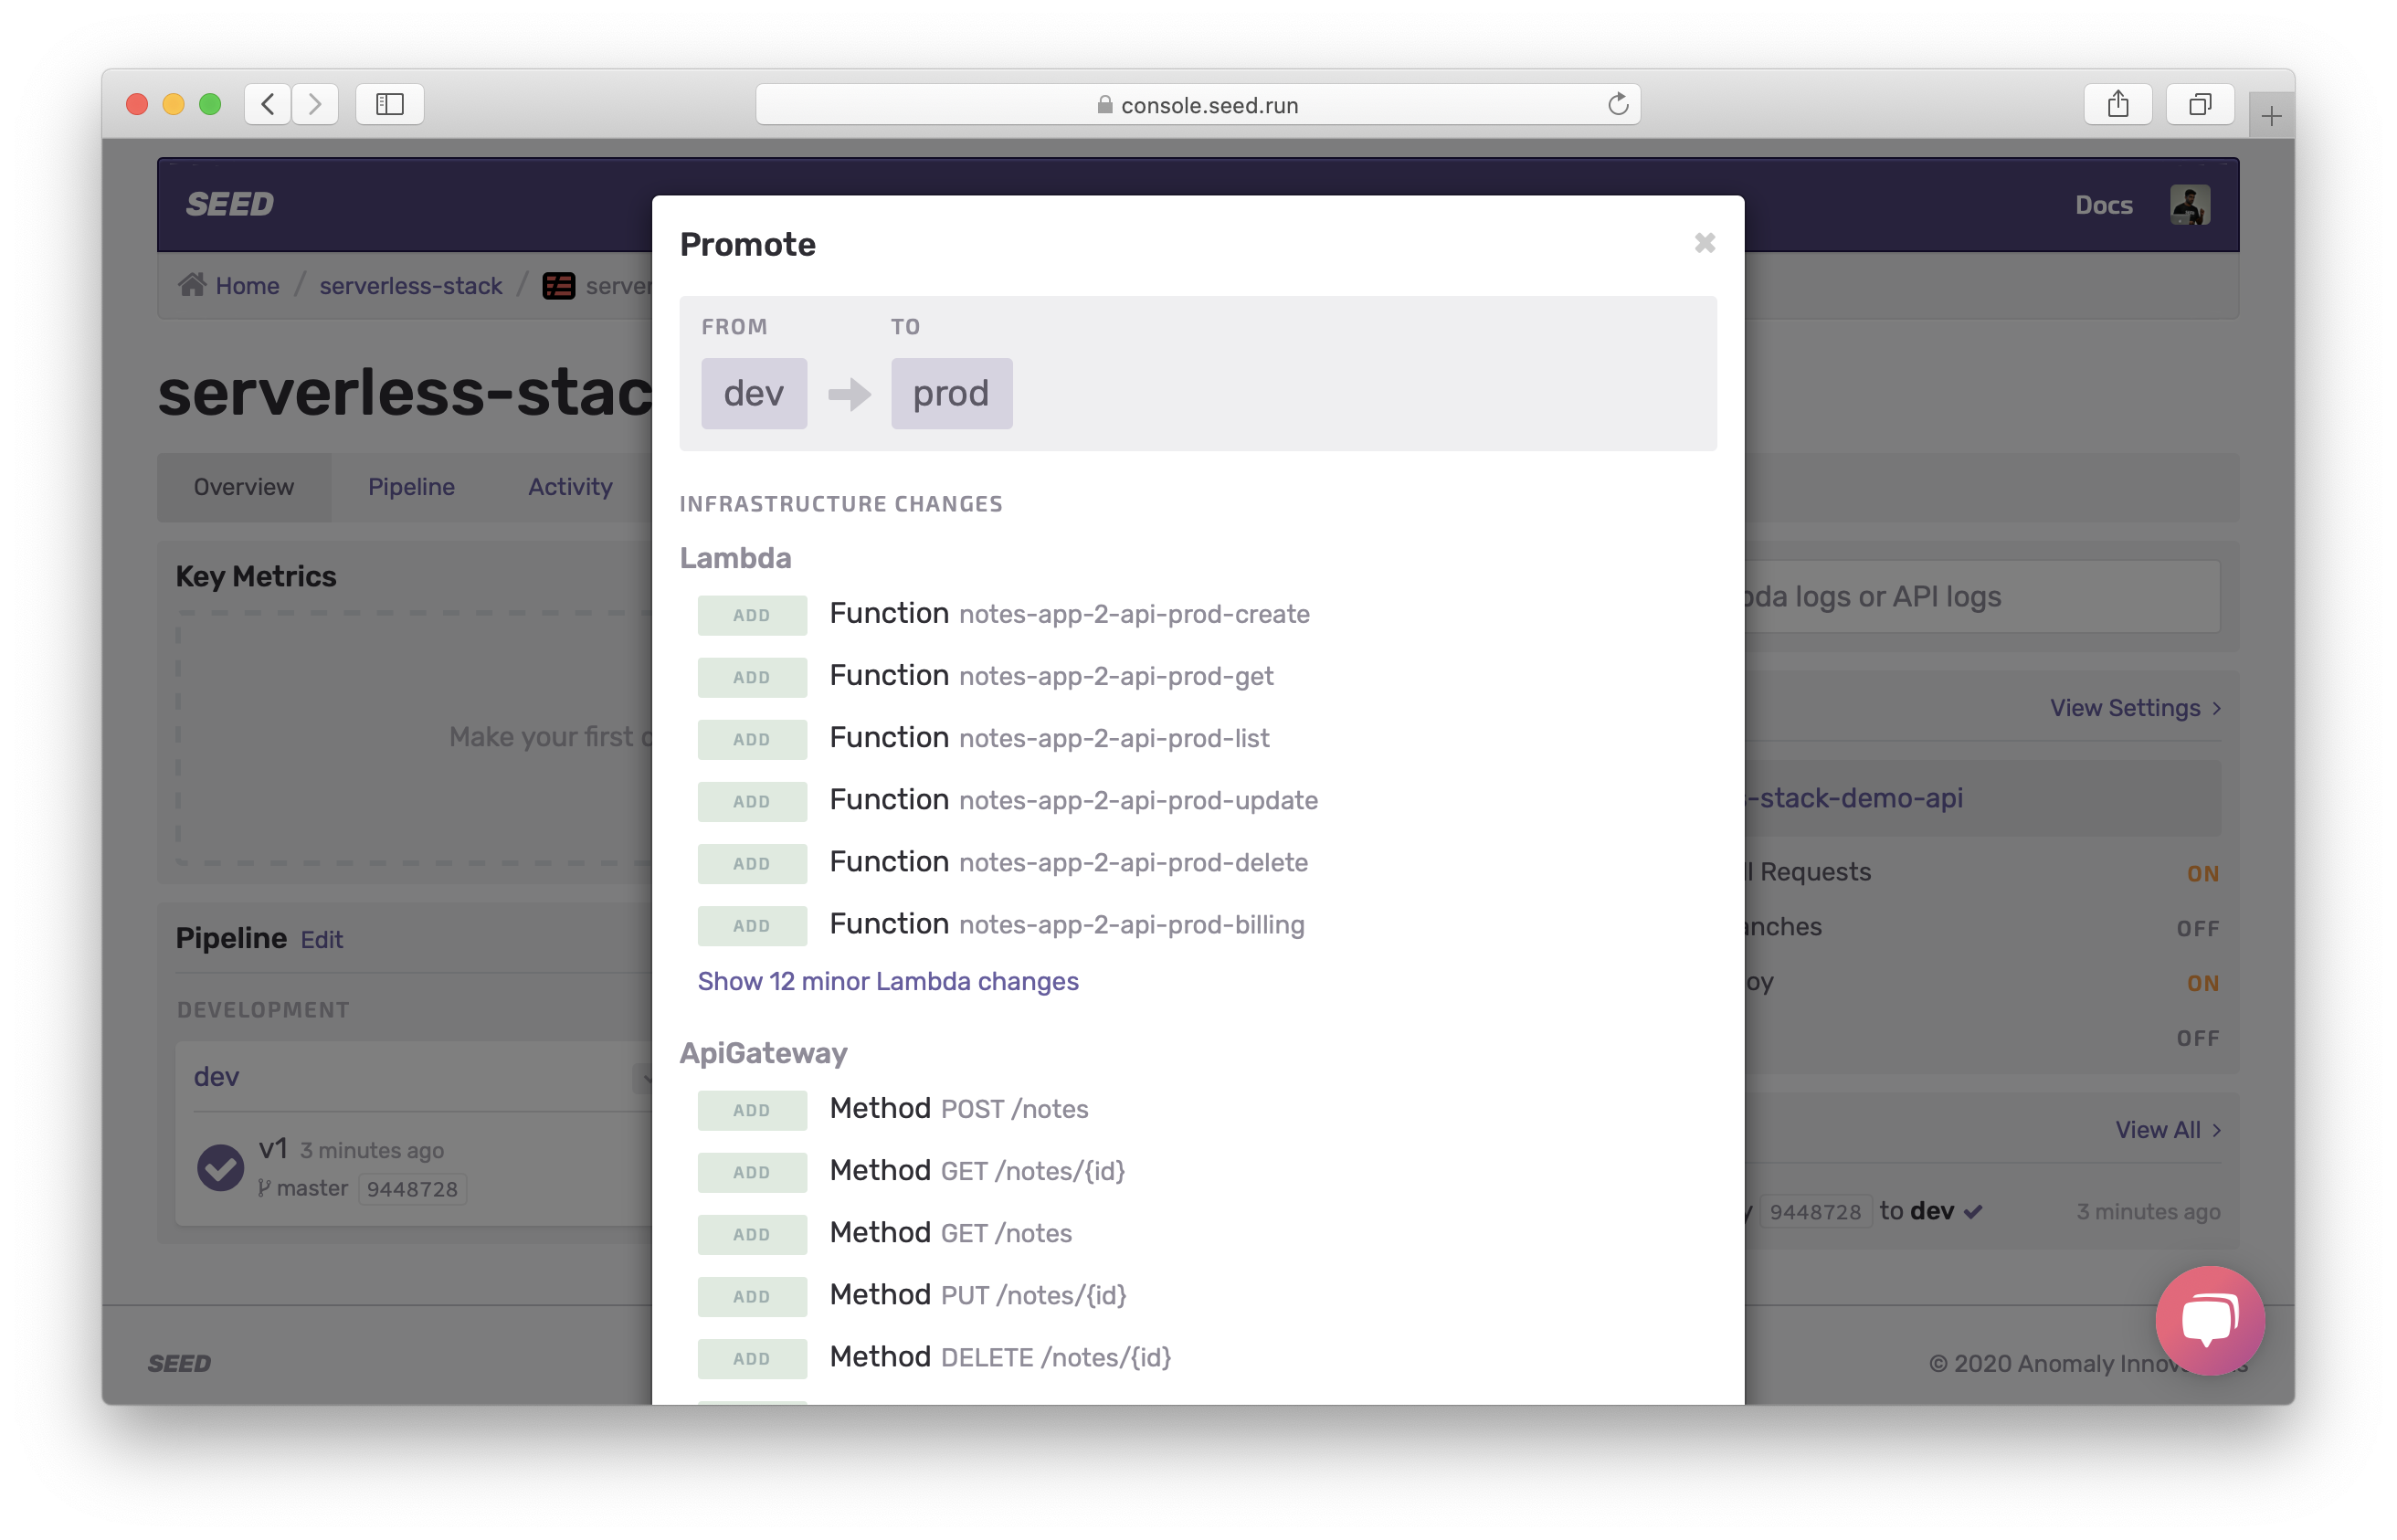 console.seed.run
SEED
Docs
Home / serverless-stack /
Promote
FROM TO
dev prod
Overview Pipeline Activity
INFRASTRUCTURE CHANGES
Lambda
ADD Function notes-app-2-api-prod-create
ADD Function notes-app-2-api-prod-get
ADD Function notes-app-2-api-prod-list
ADD Function notes-app-2-api-prod-update
ADD Function notes-app-2-api-prod-delete
ADD Function notes-app-2-api-prod-billing
Show 12 minor Lambda changes
ApiGateway
ADD Method POST /notes
ADD Method GET /notes/{id}
ADD Method GET /notes
ADD Method PUT /notes/{id}
ADD Method DELETE /notes/{id}
Key Metrics
Make your first
Pipeline Edit
DEVELOPMENT
dev
v1 3 minutes ago
master 9448728
logs or API logs
View Settings >
-stack-demo-api
Requests ON
OFF
ON
OFF
View All >
9448728 to dev 3 minutes ago
SEED
© 2020 Anomaly